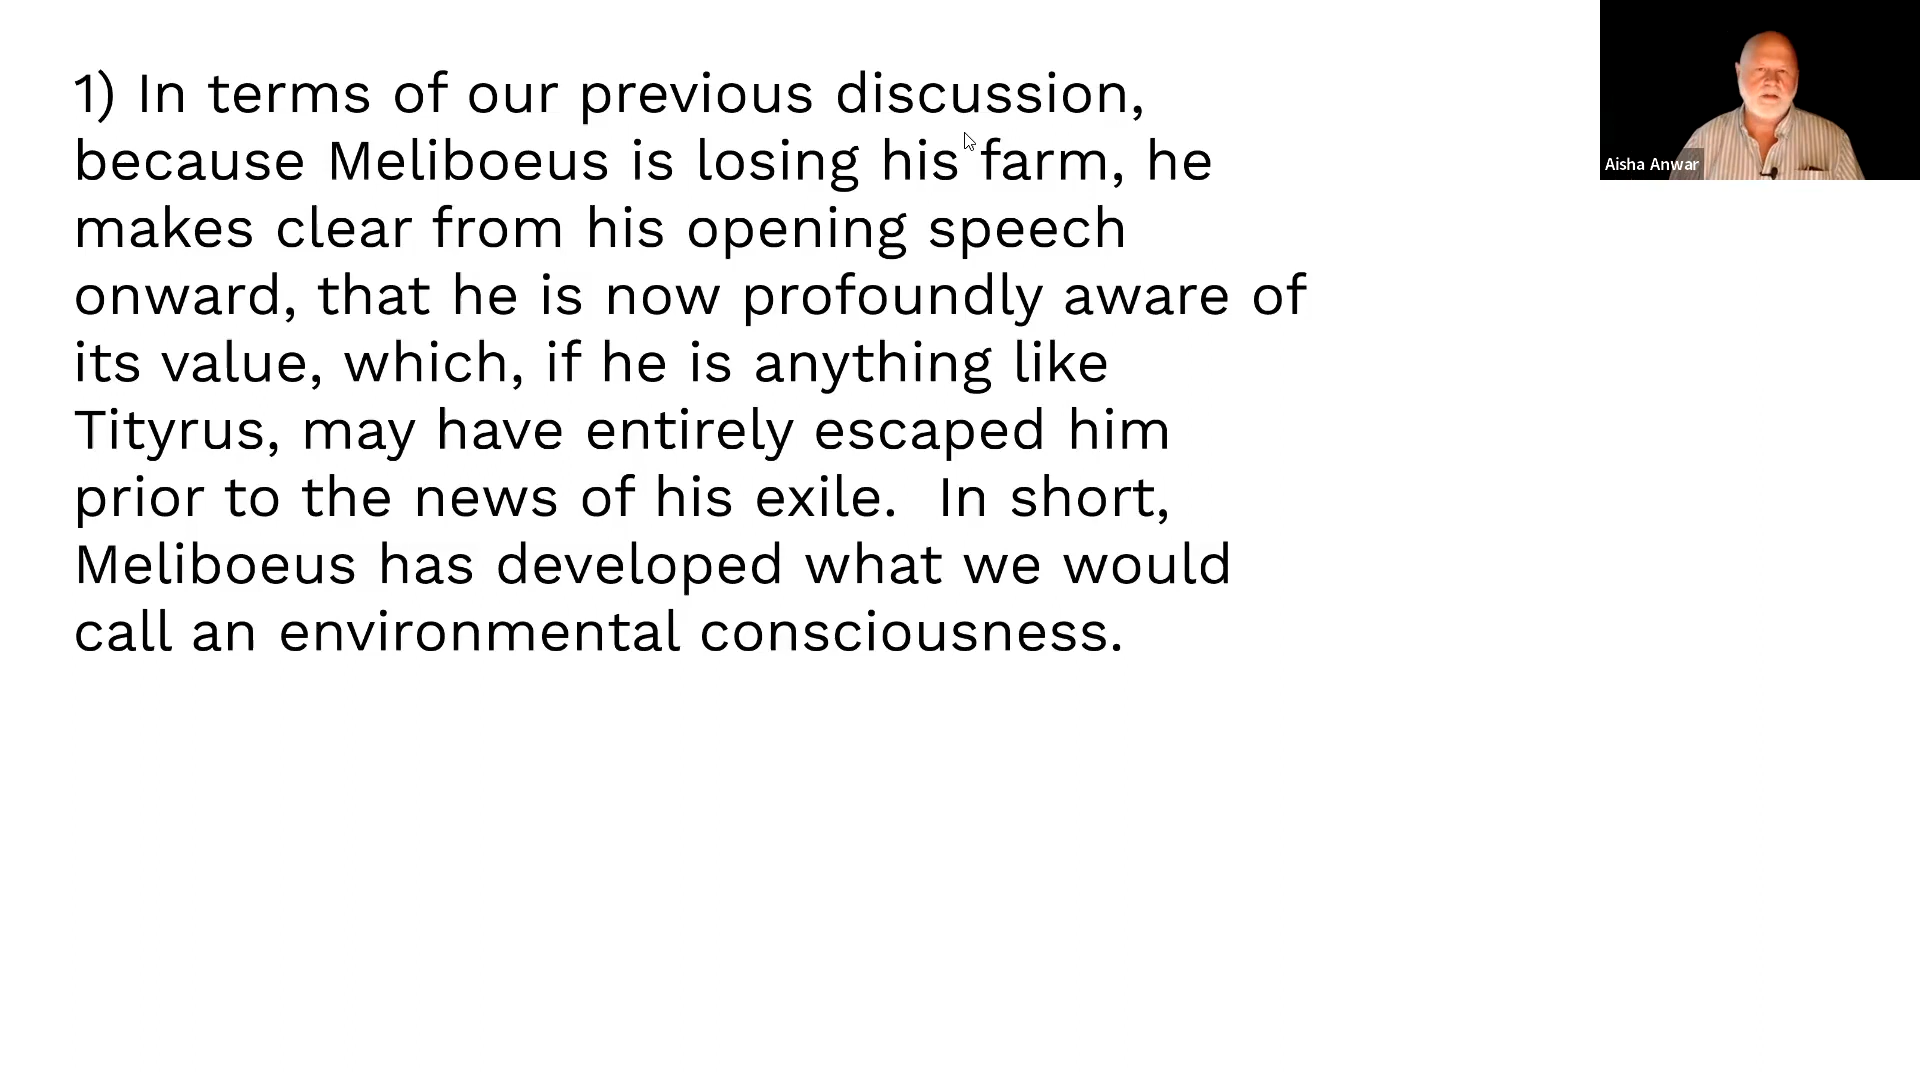 1) In terms of our previous discussion,
because Meliboeus is losing his farm, he
makes clear from his opening speech
onward, that he is now profoundly aware of
its value, which, if he is anything like
Tityrus, may have entirely escaped him
prior to the news of his exile.  In short,
Meliboeus has developed what we would
call an environmental consciousness.
Aisha Anwar